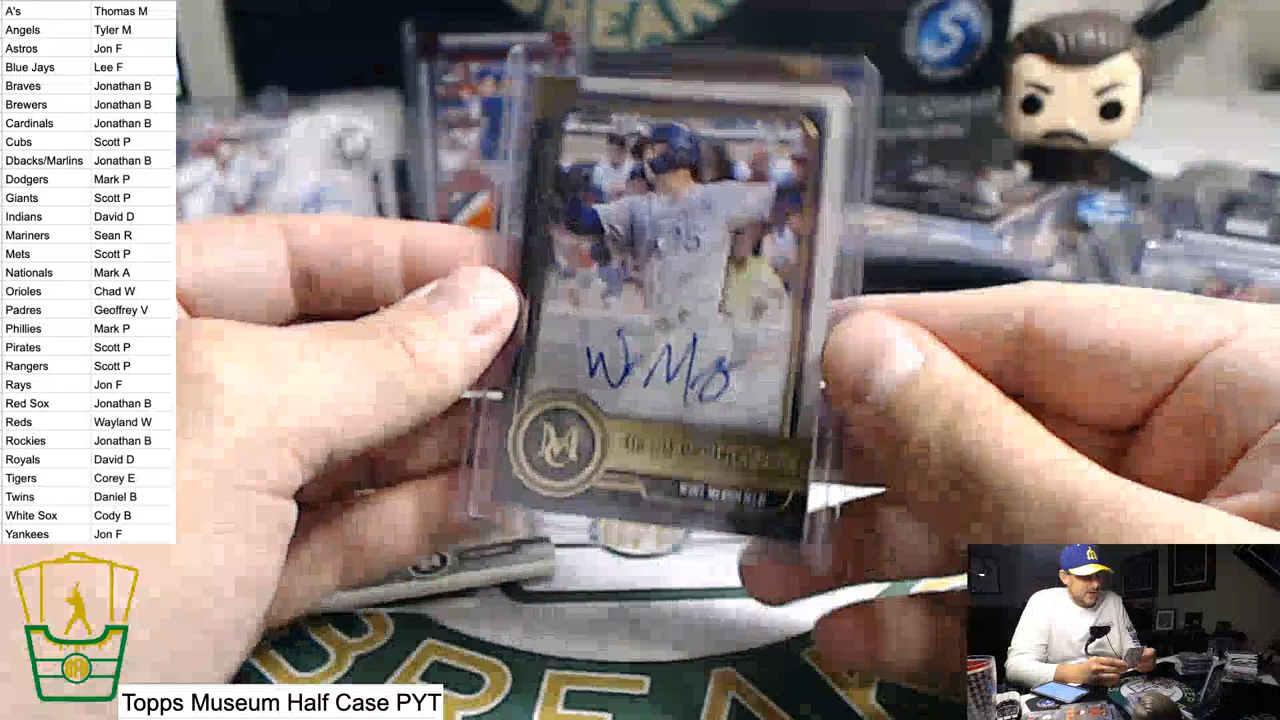 A's Thomas M
Angels Tyler M
Astros Jon F
Blue Jays Lee F
Braves Jonathan B
Brewers Jonathan B
Cardinals Jonathan B
Cubs Scott P
Dbacks/Marlins Jonathan B
Dodgers Mark P
Giants Scott P
Indians David D
Mariners Sean R
Mets Scott P
Nationals Mark A
Orioles Chad W
Padres Geoffrey V
Phillies Mark P
Pirates Scott P
Rangers Scott P
Rays Jon F
Red Sox Jonathan B
Reds Wayland W
Rockies Jonathan B
Royals David D
Tigers Corey E
Twins Daniel B
White Sox Cody B
Yankees Jon F
BREAK
15
M
BREA
Topps Museum Half Case PYT